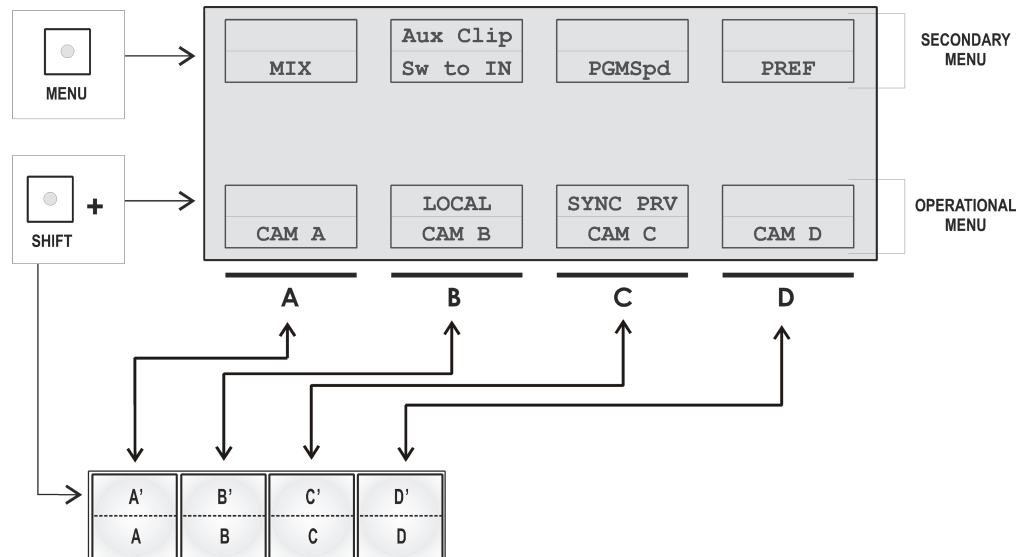 Aux Clip
MIX Sw to IN PGMSpd PREF
SECONDARY
MENU
MENU
LOCAL SYNC PRV
CAM A CAM B CAM C CAM D
OPERATIONAL
MENU
+
SHIFT
A B C D
A' B' C' D'
A B C D